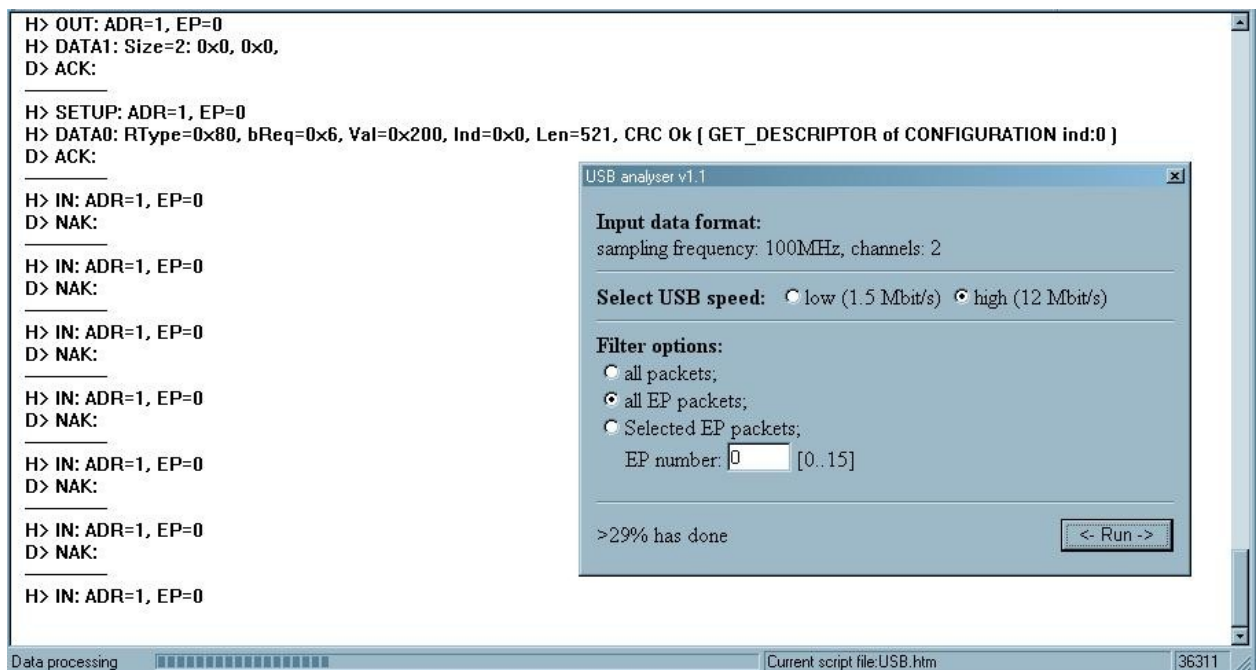 H> OUT: ADR=1, EP=0
H> DATA1: Size=2: 0x0, 0x0,
D> ACK:
H> SETUP: ADR=1, EP=0
H> DATA0: RType=0x80, bReq=0x6, Val=0x200, Ind=0x0, Len=521, CRC Ok ( GET_DESCRIPTOR of CONFIGURATION ind:0 )
D> ACK:
H> IN: ADR=1, EP=0
D> NAK:
H> IN: ADR=1, EP=0
D> NAK:
H> IN: ADR=1, EP=0
D> NAK:
H> IN: ADR=1, EP=0
D> NAK:
H> IN: ADR=1, EP=0
D> NAK:
H> IN: ADR=1, EP=0
D> NAK:
H> IN: ADR=1, EP=0
USB analyser v1.1
Input data format:
sampling frequency: 100MHz, channels: 2
Select USB speed: low (1.5 Mbit/s) high (12 Mbit/s)
Filter options:
all packets;
all EP packets;
Selected EP packets;
EP number: 0 [0..15]
>29% has done
<- Run ->
Data processing
Current script file:USB.htm
36311